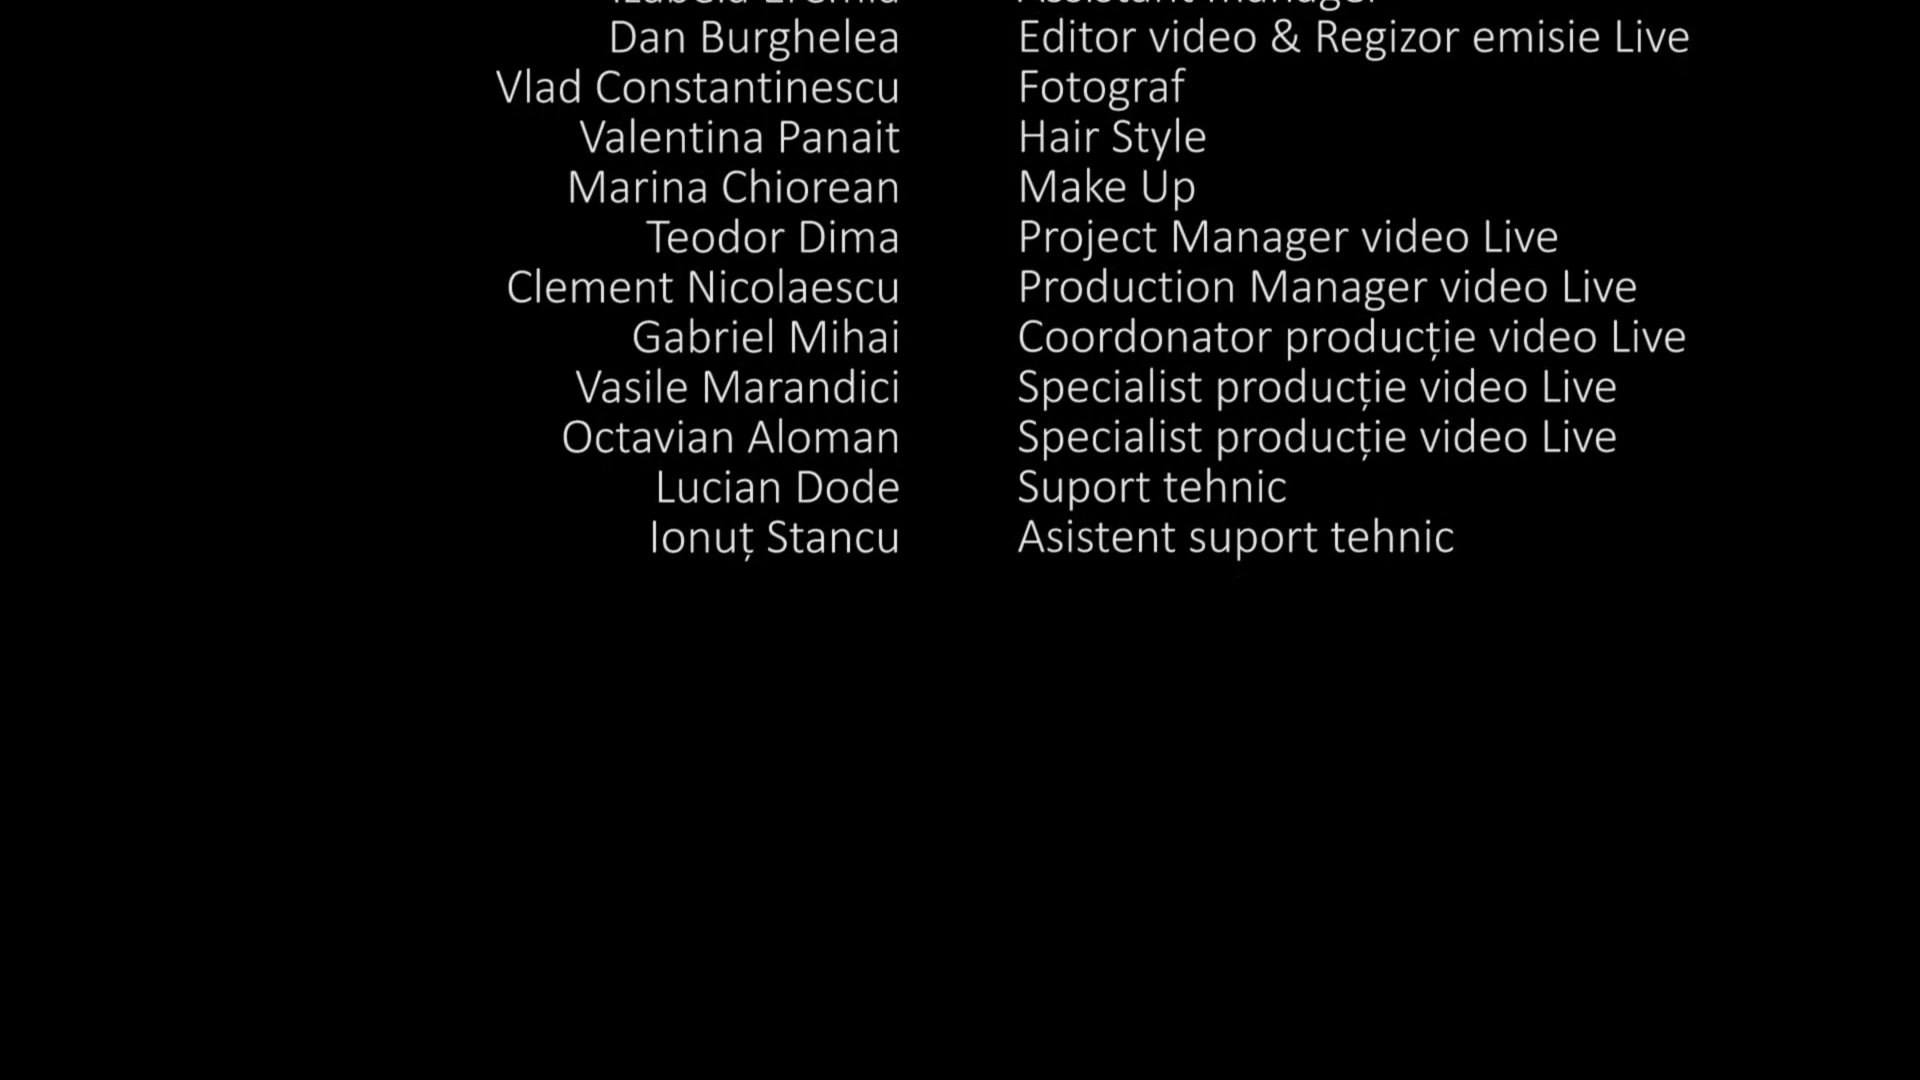 Dan Burghelea Editor video & Regizor emisie Live
Vlad Constantinescu Fotograf
Valentina Panait Hair Style
Marina Chiorean Make Up
Teodor Dima Project Manager video Live
Clement Nicolaescu Production Manager video Live
Gabriel Mihai Coordonator producție video Live
Vasile Marandici Specialist producție video Live
Octavian Aloman Specialist producție video Live
Lucian Dode Suport tehnic
Ionuț Stancu Asistent suport tehnic